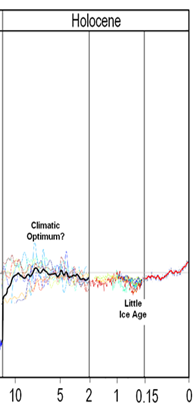 Holocene
Climatic
Optimum?
Little
Ice Age
10 5 2 1 0.15 0